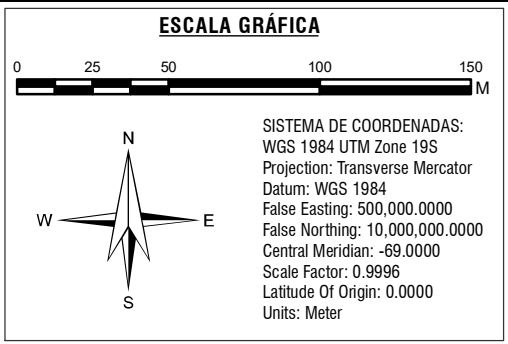 ESCALA GRÁFICA
0 25 50 100 150
M
N
W E
S
SISTEMA DE COORDENADAS:
WGS 1984 UTM Zone 19S
Projection: Transverse Mercator
Datum: WGS 1984
False Easting: 500,000.0000
False Northing: 10,000,000.0000
Central Meridian: -69.0000
Scale Factor: 0.9996
Latitude Of Origin: 0.0000
Units: Meter